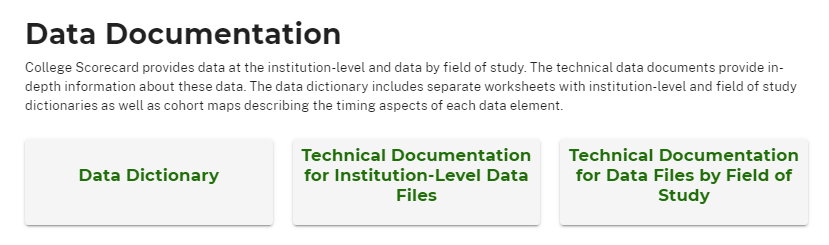 Data Documentation
College Scorecard provides data at the institution-level and data by field of study. The technical data documents provide in-
depth information about these data. The data dictionary includes separate worksheets with institution-level and field of study
dictionaries as well as cohort maps describing the timing aspects of each data element.
Data Dictionary
Technical Documentation
for Institution-Level Data
Files
Technical Documentation
for Data Files by Field of
Study